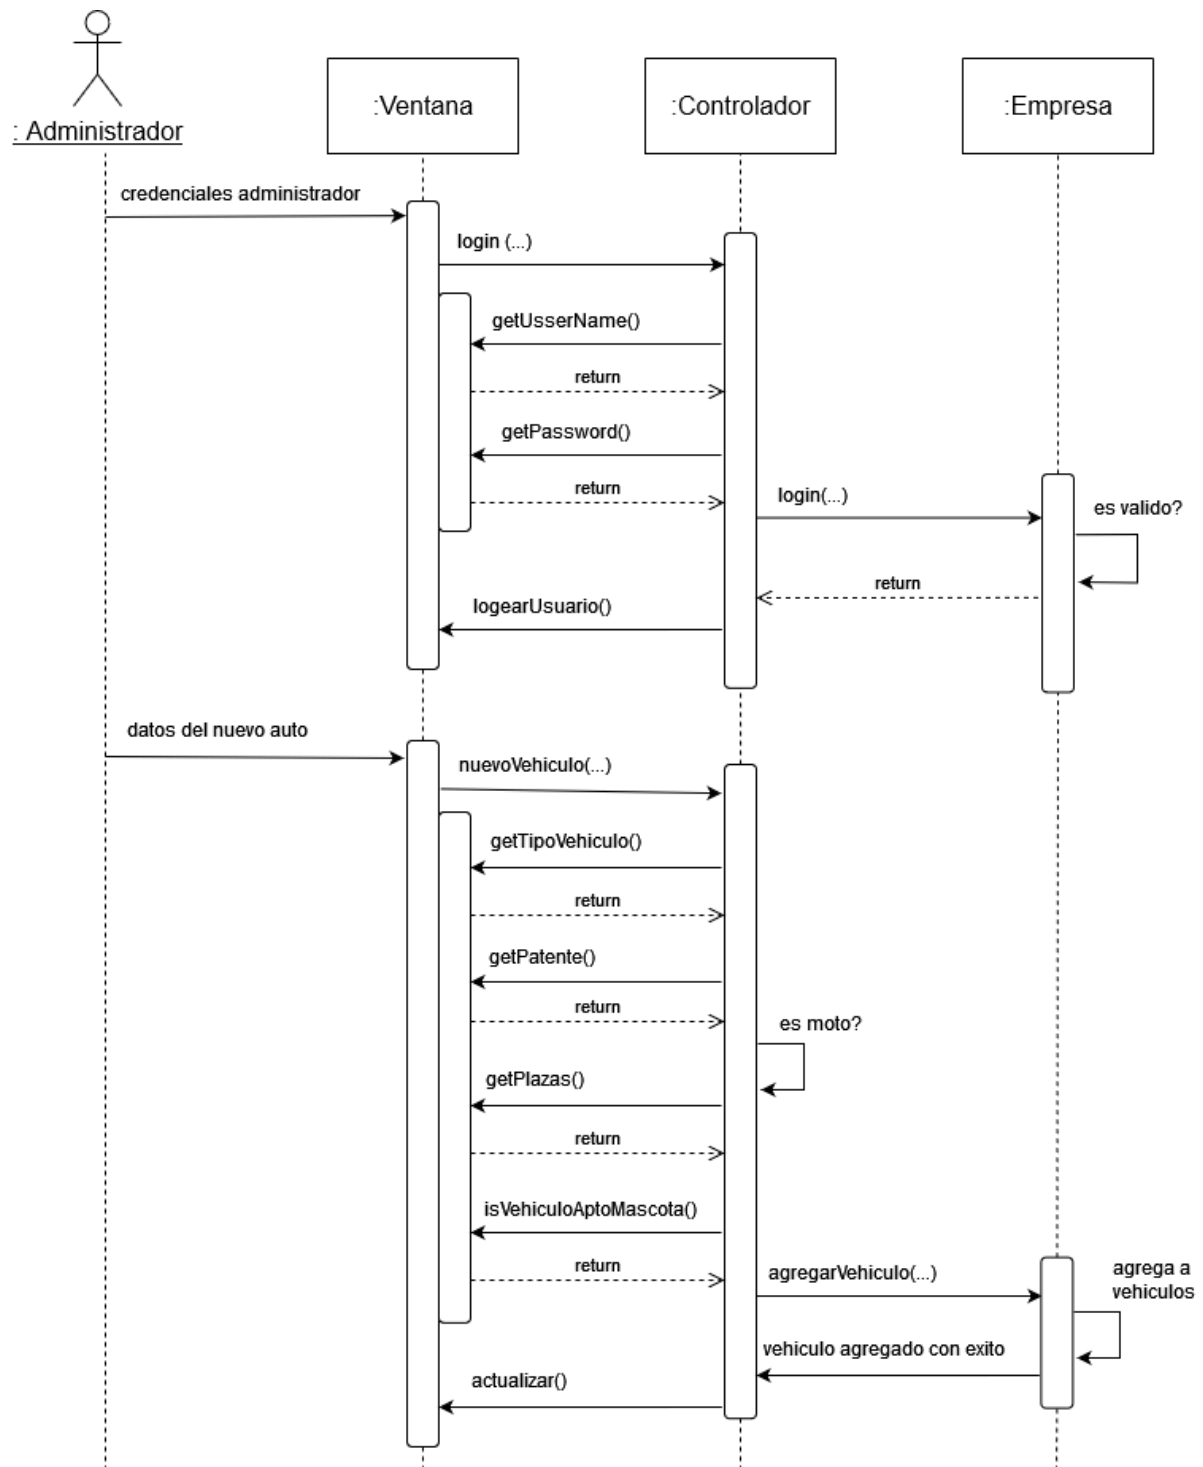 : Administrador
:Ventana
:Controlador
:Empresa
credenciales administrador
login (...)
getUsserName()
return
getPassword()
return
login(...)
es valido?
return
logearUsuario()
datos del nuevo auto
nuevoVehiculo(...)
getTipoVehiculo()
return
getPatente()
return
es moto?
getPlazas()
return
isVehiculoAptoMascota()
return
agregarVehiculo(...)
agrega a
vehiculos
vehiculo agregado con exito
actualizar()